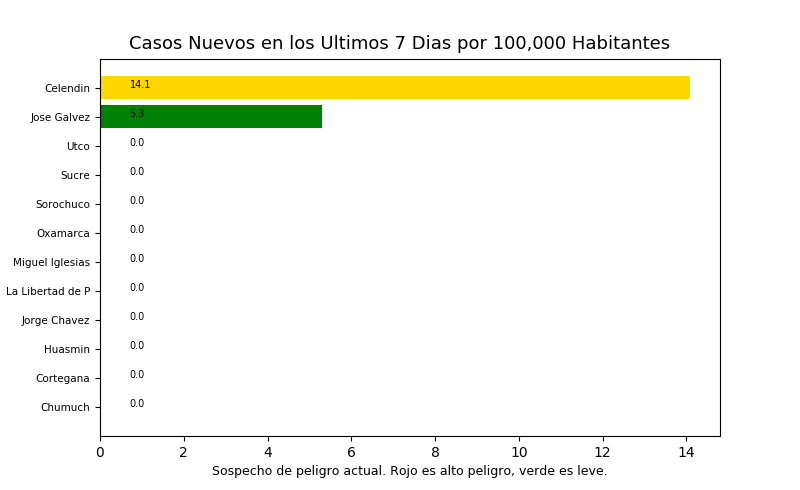 Casos Nuevos en los Ultimos 7 Dias por 100,000 Habitantes
Celendin 14.1
Jose Galvez 5.3
Utco 0.0
Sucre 0.0
Sorochuco 0.0
Oxamarca 0.0
Miguel Iglesias 0.0
La Libertad de P 0.0
Jorge Chavez 0.0
Huasmin 0.0
Cortegana 0.0
Chumuch 0.0
0 2 4 6 8 10 12 14
Sospecho de peligro actual. Rojo es alto peligro, verde es leve.